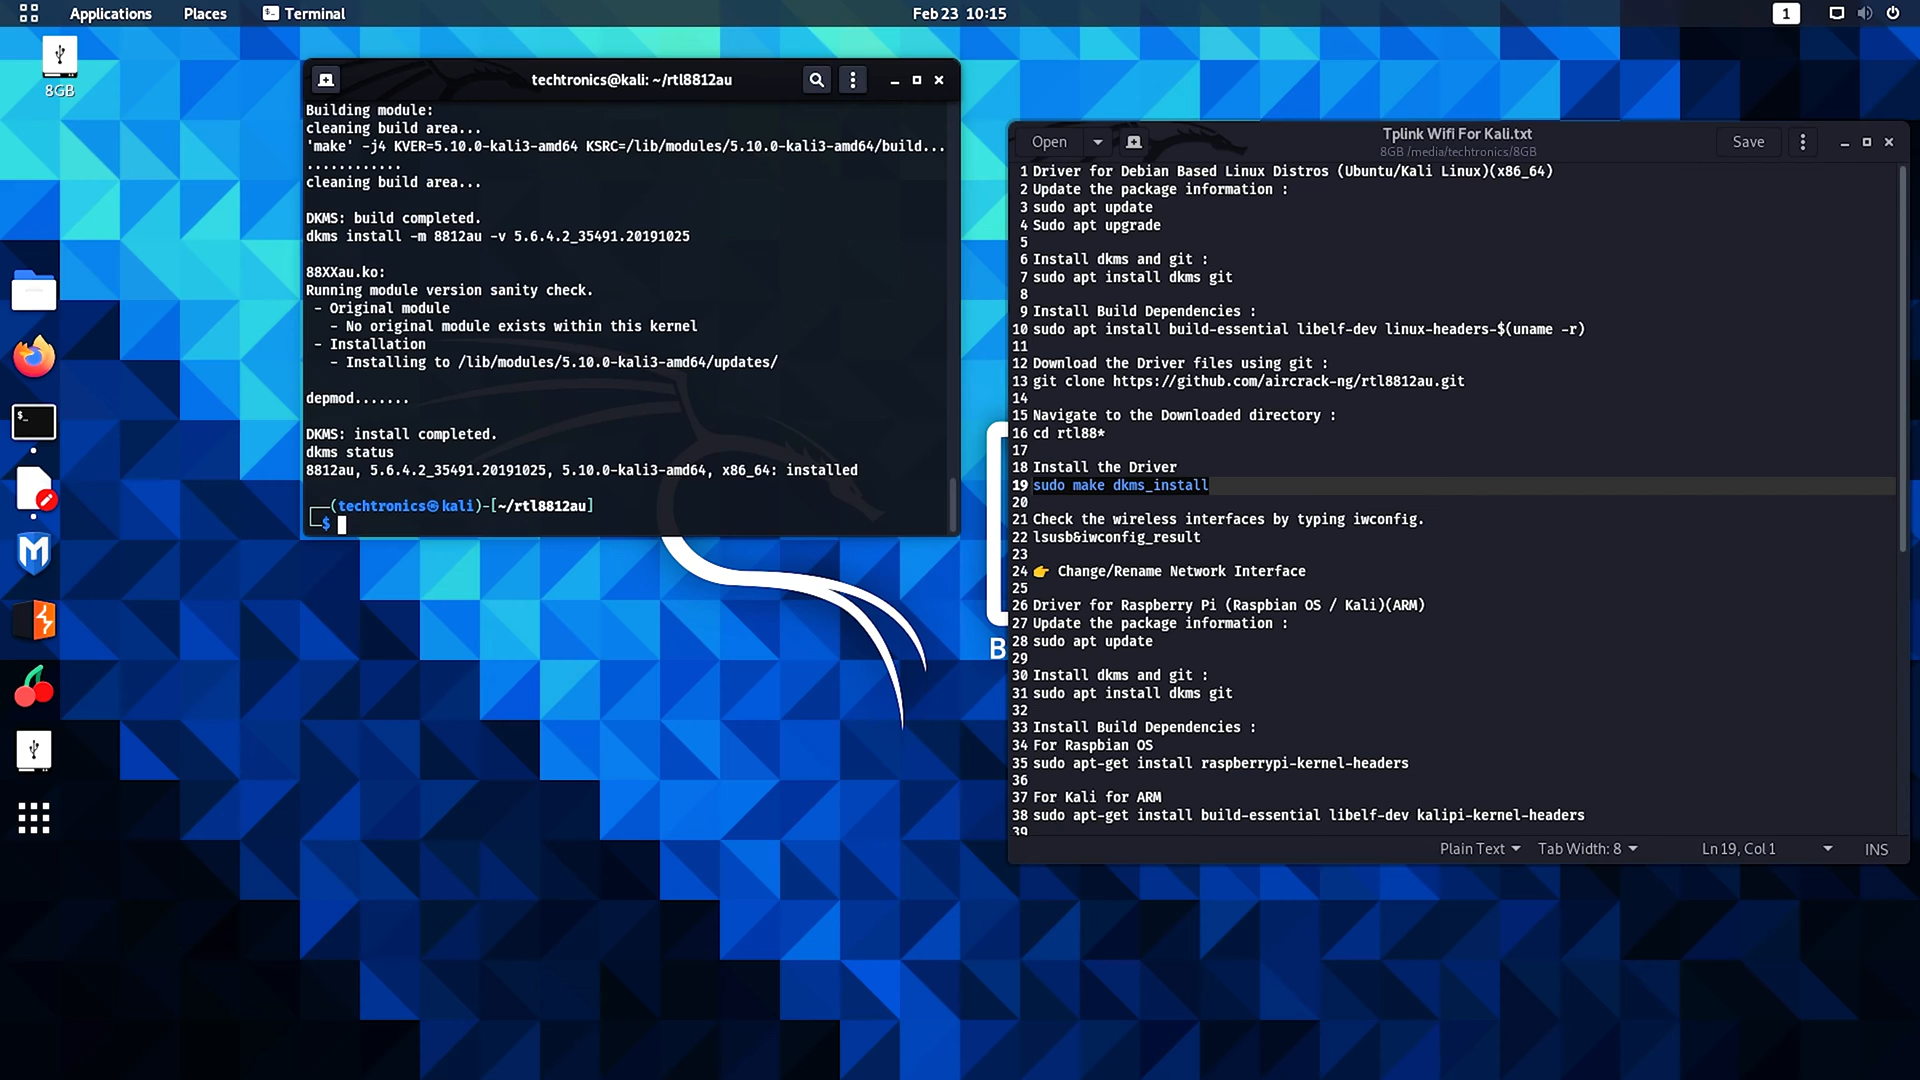 Applications Places Terminal Feb 23 10:15 1
8GB
techtronics@kali: ~/rtl8812au
Building module:
cleaning build area...
'make' -j4 KVER=5.10.0-kali3-amd64 KSRC=/lib/modules/5.10.0-kali3-amd64/build...
............
cleaning build area...
DKMS: build completed.
dkms install -m 8812au -v 5.6.4.2_35491.20191025
88XXau.ko:
Running module version sanity check.
- Original module
- No original module exists within this kernel
- Installation
- Installing to /lib/modules/5.10.0-kali3-amd64/updates/
depmod.......
DKMS: install completed.
dkms status
8812au, 5.6.4.2_35491.20191025, 5.10.0-kali3-amd64, x86_64: installed
┌──(techtronics㉿kali)-[~/rtl8812au]
└─$
B
Open Tplink Wifi For Kali.txt Save
8GB /media/techtronics/8GB
1 Driver for Debian Based Linux Distros (Ubuntu/Kali Linux)(x86_64)
2 Update the package information :
3 sudo apt update
4 Sudo apt upgrade
5
6 Install dkms and git :
7 sudo apt install dkms git
8
9 Install Build Dependencies :
10 sudo apt install build-essential libelf-dev linux-headers-$(uname -r)
11
12 Download the Driver files using git :
13 git clone https://github.com/aircrack-ng/rtl8812au.git
14
15 Navigate to the Downloaded directory :
16 cd rtl88*
17
18 Install the Driver
19 sudo make dkms_install
20
21 Check the wireless interfaces by typing iwconfig.
22 lsusb&iwconfig_result
23
24 👉 Change/Rename Network Interface
25
26 Driver for Raspberry Pi (Raspbian OS / Kali)(ARM)
27 Update the package information :
28 sudo apt update
29
30 Install dkms and git :
31 sudo apt install dkms git
32
33 Install Build Dependencies :
34 For Raspbian OS
35 sudo apt-get install raspberrypi-kernel-headers
36
37 For Kali for ARM
38 sudo apt-get install build-essential libelf-dev kalipi-kernel-headers
39
Plain Text Tab Width: 8 Ln 19, Col 1 INS